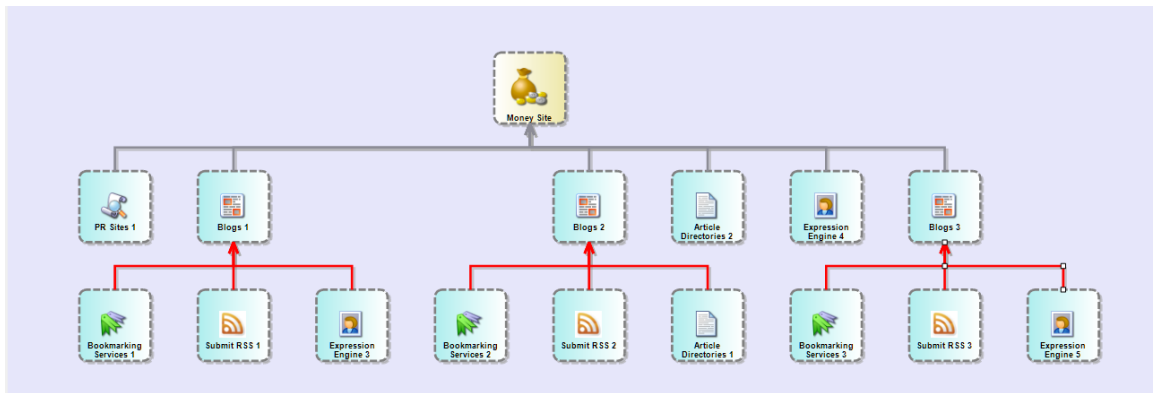 Money Site
PR Sites 1
Blogs 1
Blogs 2
Article
Directories 2
Expression
Engine 4
Blogs 3
Bookmarking
Services 1
Submit RSS 1
Expression
Engine 3
Bookmarking
Services 2
Submit RSS 2
Article
Directories 1
Bookmarking
Services 3
Submit RSS 3
Expression
Engine 5